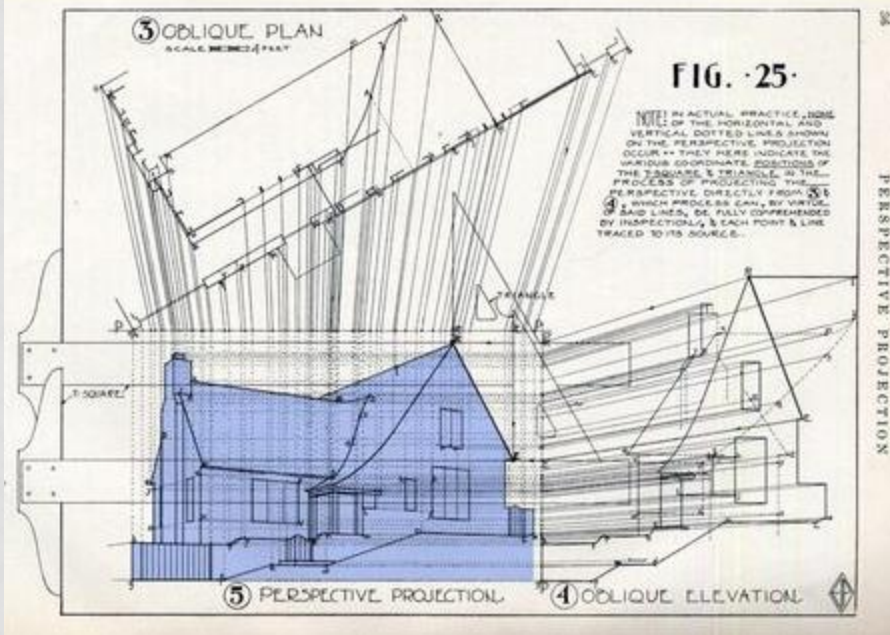 ③ OBLIQUE PLAN
SCALE 4 FEET
FIG. ·25·
NOTE: IN ACTUAL PRACTICE, NONE
OF THE HORIZONTAL AND
VERTICAL DOTTED LINES SHOWN
ON THE PERSPECTIVE PROJECTION
OCCUR -- THEY HERE INDICATE THE
VARIOUS COORDINATE POSITIONS OF
THE T-SQUARE & TRIANGLE IN THE
PROCESS OF PROJECTING THE
PERSPECTIVE DIRECTLY FROM ③ &
④, WHICH PROCESS CAN, BY VIRTUE
OF SAID LINES, BE FULLY COMPREHENDED
BY INSPECTION, & EACH POINT & LINE
TRACED TO ITS SOURCE.
PERSPECTIVE PROJECTION
TRIANGLE
T-SQUARE
⑤ PERSPECTIVE PROJECTION
④ OBLIQUE ELEVATION